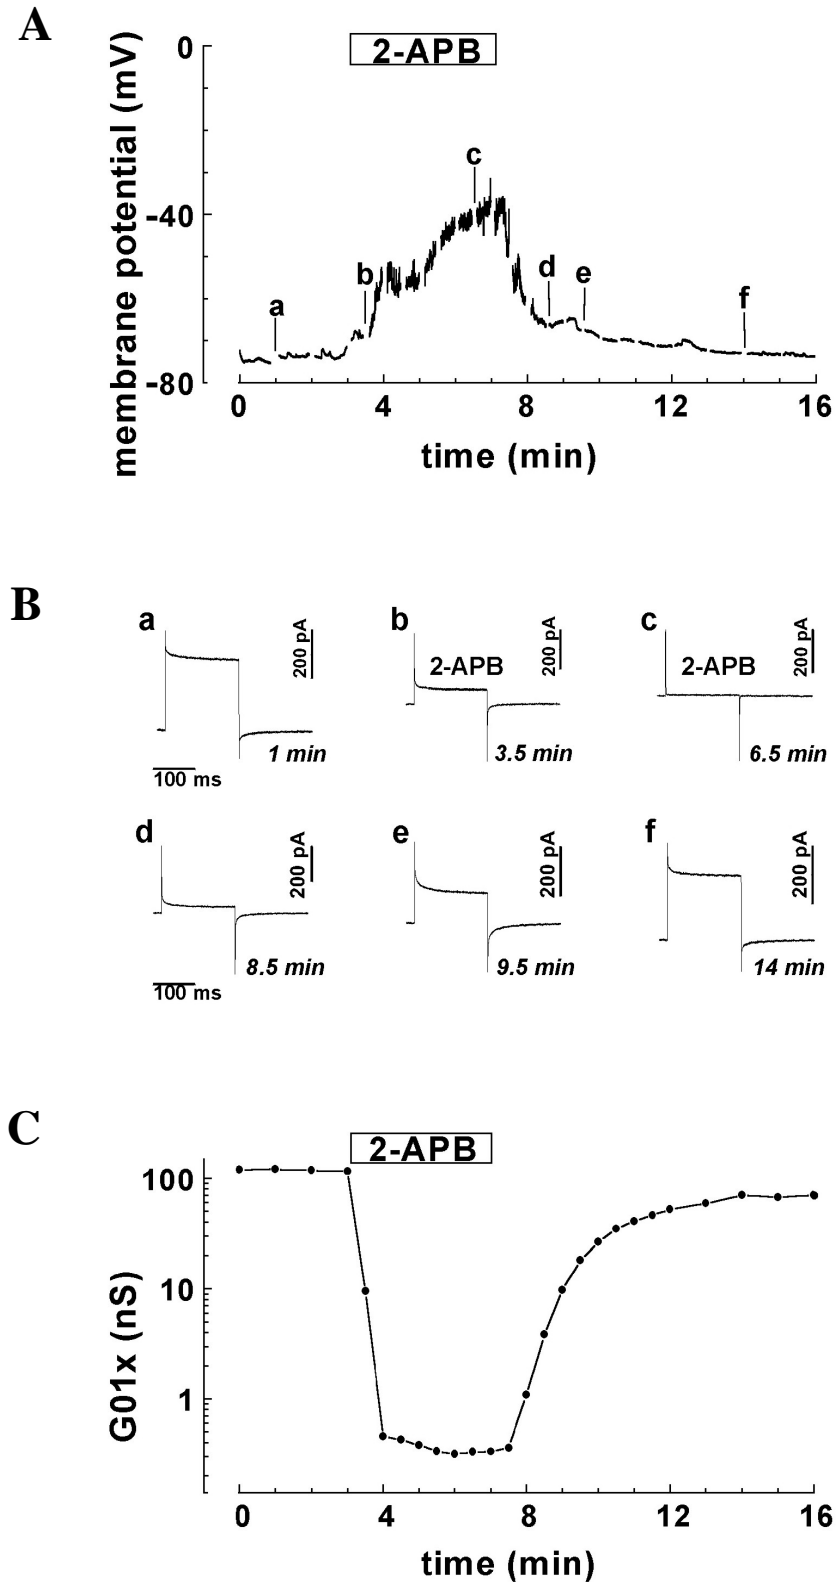 A
2-APB
membrane potential (mV)
0
-40
-80
a
b
c
d
e
f
0 4 8 12 16
time (min)
B
a
200 pA
1 min
100 ms
b
2-APB
200 pA
3.5 min
c
2-APB
200 pA
6.5 min
d
200 pA
8.5 min
100 ms
e
200 pA
9.5 min
f
200 pA
14 min
C
2-APB
G01x (nS)
100
10
1
0 4 8 12 16
time (min)